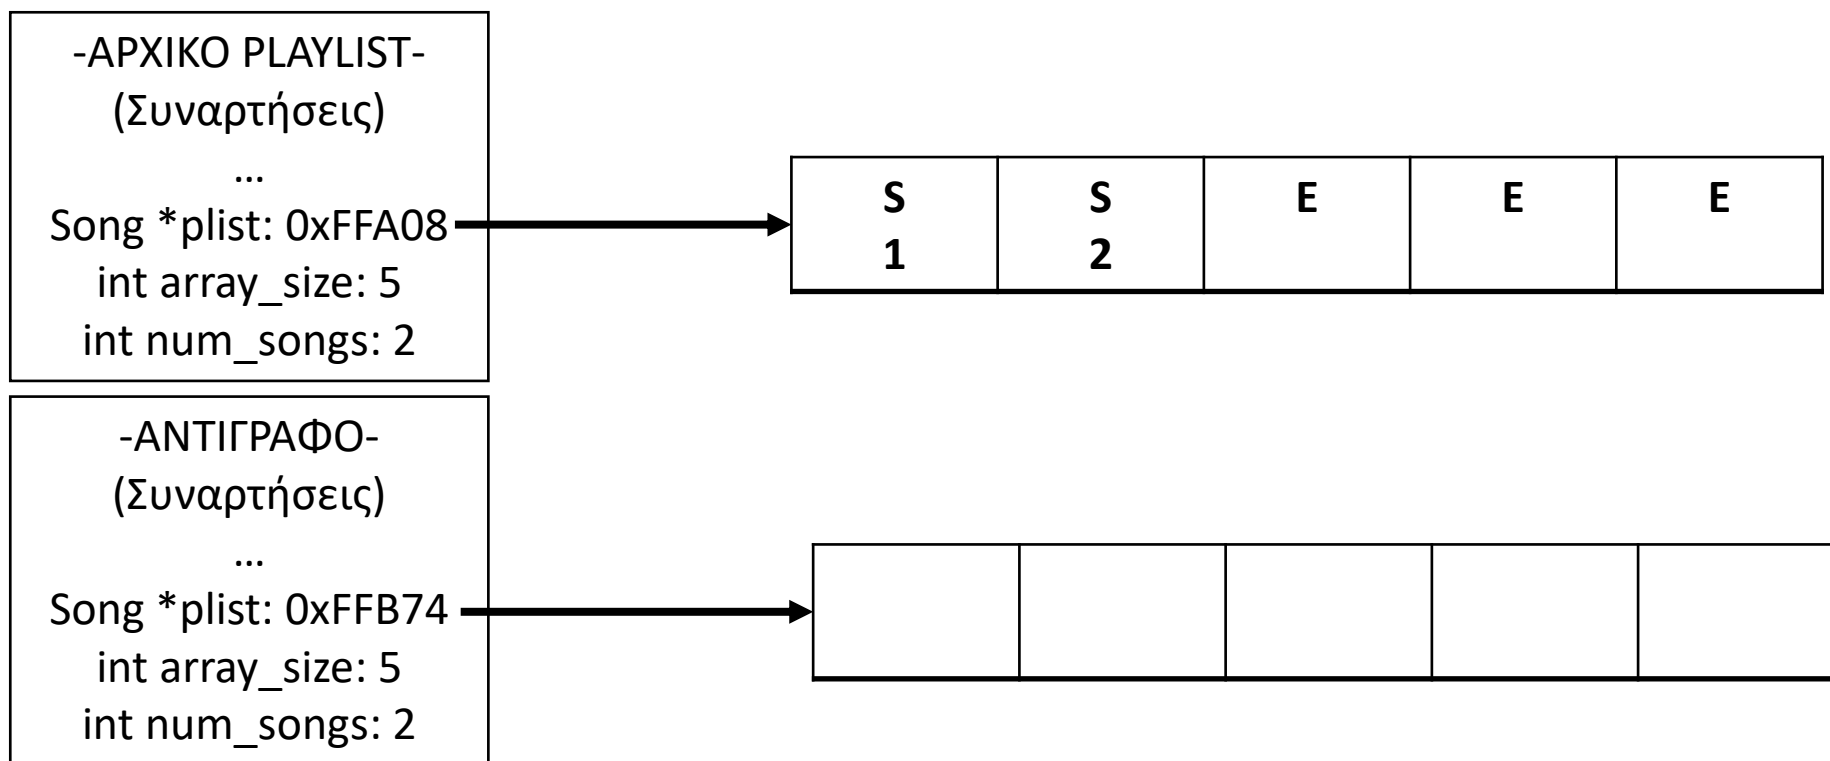 -ΑΡΧΙΚΟ PLAYLIST-
(Συναρτήσεις)
...
Song *plist: 0xFFA08
int array_size: 5
int num_songs: 2
S S E E E
1 2
-ΑΝΤΙΓΡΑΦΟ-
(Συναρτήσεις)
...
Song *plist: 0xFFB74
int array_size: 5
int num_songs: 2